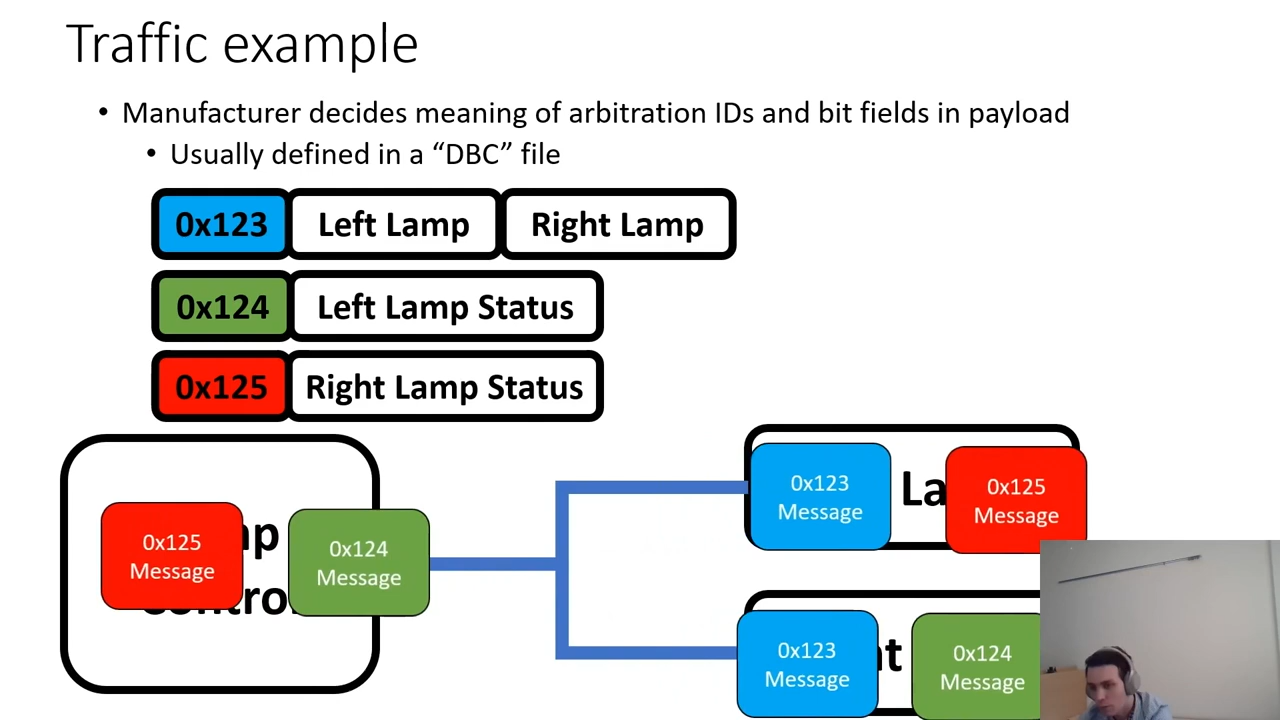 Traffic example
• Manufacturer decides meaning of arbitration IDs and bit fields in payload
• Usually defined in a “DBC” file
0x123 Left Lamp Right Lamp
0x124 Left Lamp Status
0x125 Right Lamp Status
0x123
Message
0x125
Message
0x125
Message
0x124
Message
0x123
Message
0x124
Message